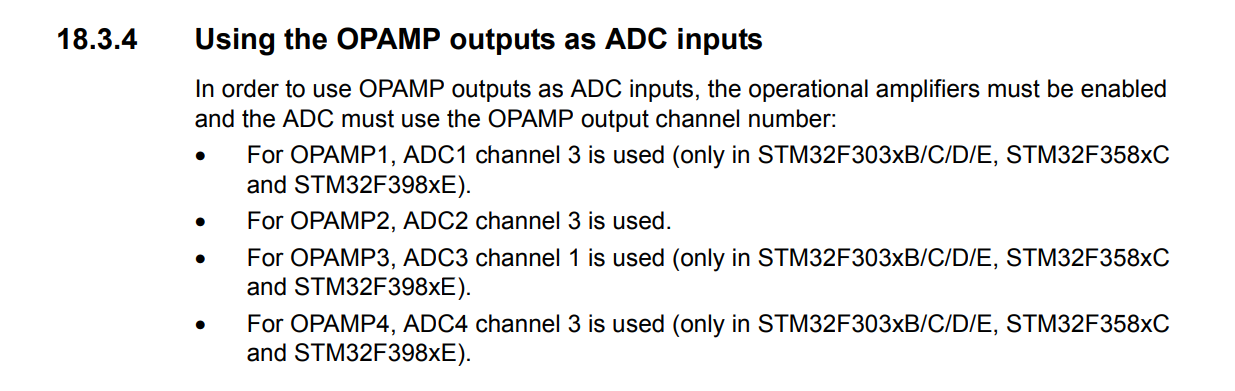 18.3.4 Using the OPAMP outputs as ADC inputs
In order to use OPAMP outputs as ADC inputs, the operational amplifiers must be enabled
and the ADC must use the OPAMP output channel number:
• For OPAMP1, ADC1 channel 3 is used (only in STM32F303xB/C/D/E, STM32F358xC
and STM32F398xE).
• For OPAMP2, ADC2 channel 3 is used.
• For OPAMP3, ADC3 channel 1 is used (only in STM32F303xB/C/D/E, STM32F358xC
and STM32F398xE).
• For OPAMP4, ADC4 channel 3 is used (only in STM32F303xB/C/D/E, STM32F358xC
and STM32F398xE).